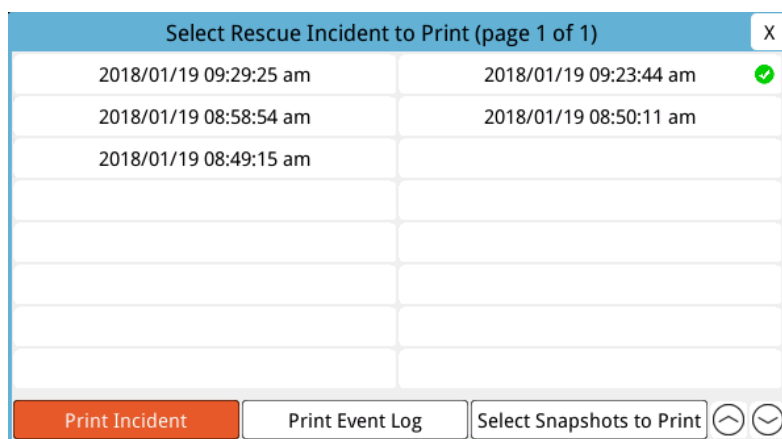 Select Rescue Incident to Print (page 1 of 1) X
2018/01/19 09:29:25 am 2018/01/19 09:23:44 am
2018/01/19 08:58:54 am 2018/01/19 08:50:11 am
2018/01/19 08:49:15 am
Print Incident Print Event Log Select Snapshots to Print